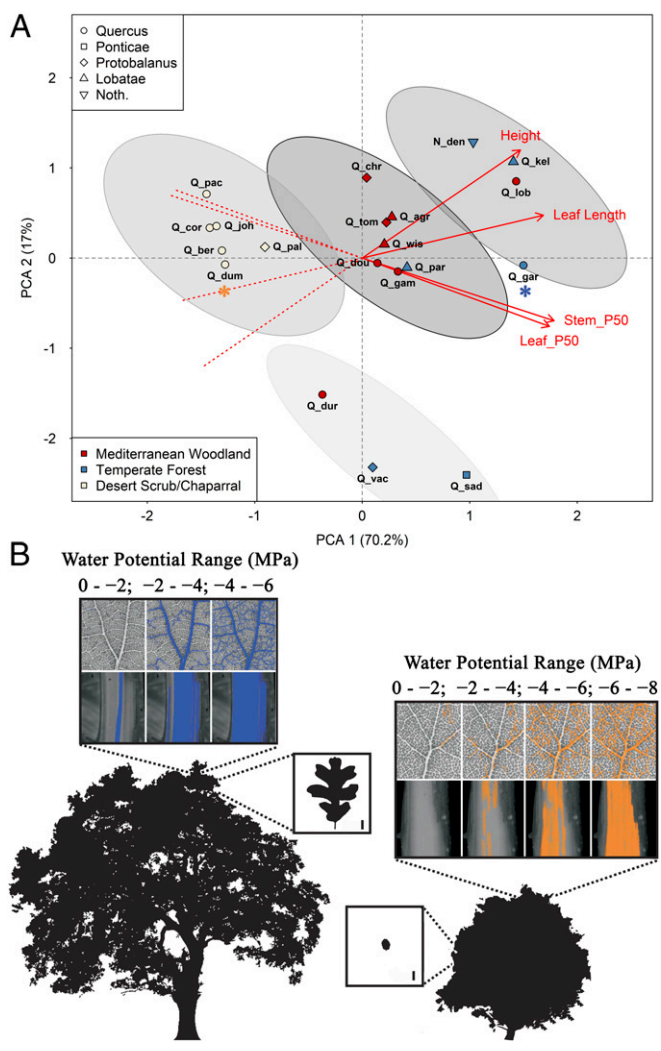 A
Quercus
Ponticae
Protobalanus
Lobatae
Noth.
N_den
Height
Q_kel
Q_lob
Q_chr
Q_pac
Q_tom
Q_agr
Leaf Length
Q_cor
Q_joh
Q_wis
Q_ber
Q_pal
Q_dou
Q_par
Q_gar
Q_dum
Q_gam
*
*
Stem_P50
Leaf_P50
Q_dur
Q_vac
Q_sad
Mediterranean Woodland
Temperate Forest
Desert Scrub/Chaparral
2
1
0
-1
-2
PCA 2 (17%)
-2
-1
0
1
2
PCA 1 (70.2%)
B
Water Potential Range (MPa)
0 - −2; −2 - −4; −4 - −6
Water Potential Range (MPa)
0 - −2; −2 - −4; −4 - −6; −6 - −8